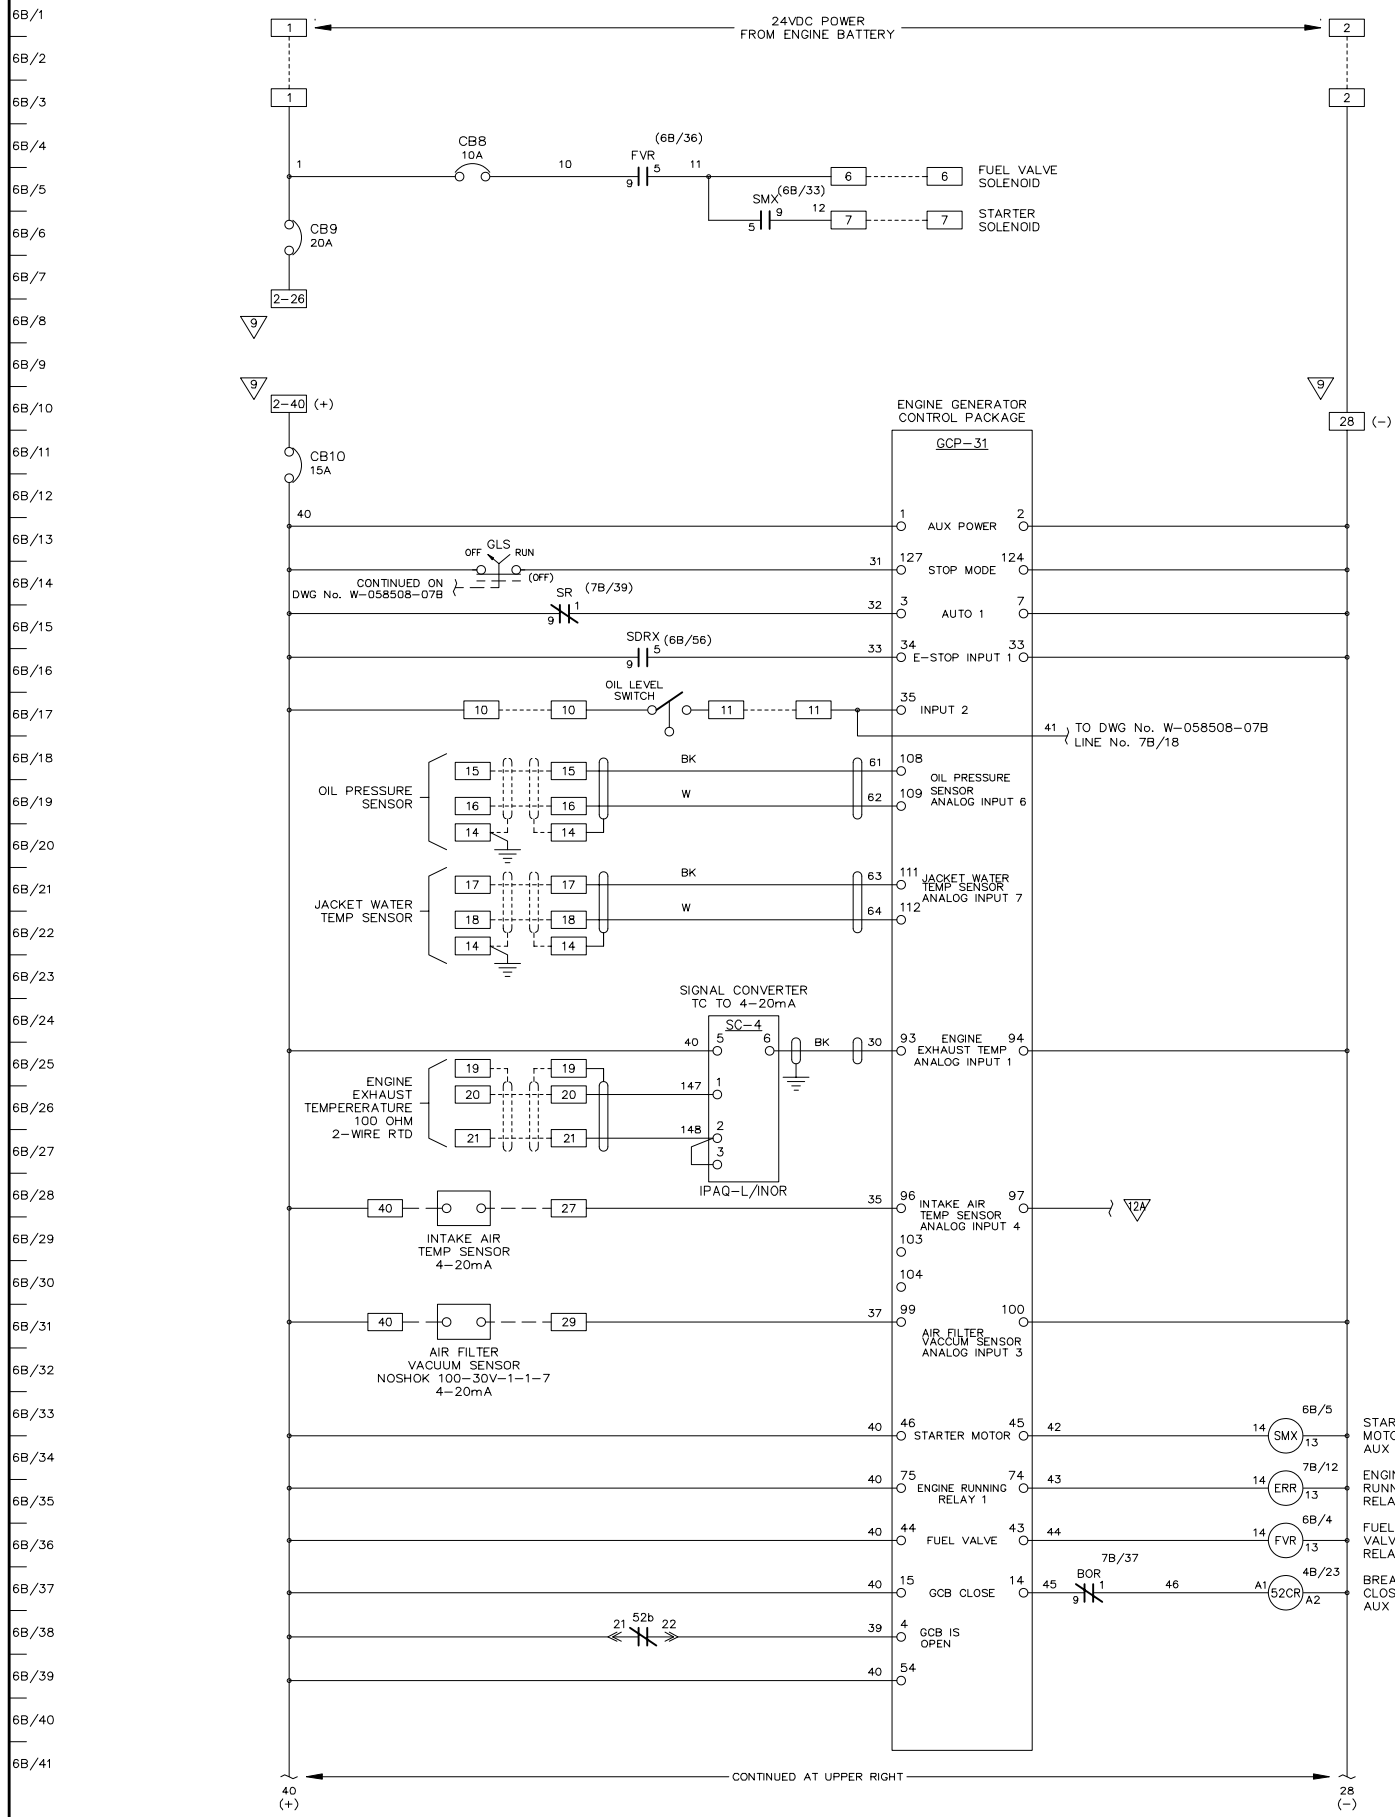 6B/1
1
24VDC POWER
FROM ENGINE BATTERY
2
6B/2
6B/3
1
2
6B/4
CB8
10A
(6B/36)
FVR
1
10
9
5
11
6
6
FUEL VALVE
SOLENOID
6B/5
SMX
(6B/33)
5
9
12
7
7
STARTER
SOLENOID
6B/6
CB9
20A
6B/7
2-26
6B/8
9
6B/9
9
9
6B/10
2-40 (+)
ENGINE GENERATOR
CONTROL PACKAGE
28 (-)
6B/11
CB10
15A
GCP-31
6B/12
40
1
AUX POWER
2
6B/13
GLS
OFF
RUN
(OFF)
31
127
STOP MODE
124
6B/14
CONTINUED ON
DWG No. W-058508-07B
SR
(7B/39)
9
1
32
3
AUTO 1
7
6B/15
SDRX (6B/56)
9
5
33
34
E-STOP INPUT 1
33
6B/16
OIL LEVEL
SWITCH
6B/17
10
10
11
11
35
INPUT 2
41
TO DWG No. W-058508-07B
LINE No. 7B/18
6B/18
OIL PRESSURE
SENSOR
15
15
BK
61
108
OIL PRESSURE
SENSOR
ANALOG INPUT 6
6B/19
16
16
W
62
109
14
14
6B/20
6B/21
JACKET WATER
TEMP SENSOR
17
17
BK
63
111
JACKET WATER
TEMP SENSOR
ANALOG INPUT 7
18
18
W
64
112
6B/22
14
14
6B/23
SIGNAL CONVERTER
TC TO 4-20mA
6B/24
SC-4
40
5
6
BK
30
93
ENGINE
EXHAUST TEMP
ANALOG INPUT 1
94
6B/25
ENGINE
EXHAUST
TEMPERERATURE
100 OHM
2-WIRE RTD
19
19
20
20
147
1
6B/26
21
21
148
2
3
6B/27
IPAQ-L/INOR
6B/28
40
27
35
96
INTAKE AIR
TEMP SENSOR
ANALOG INPUT 4
97
12A
INTAKE AIR
TEMP SENSOR
4-20mA
6B/29
103
6B/30
104
6B/31
40
29
37
99
AIR FILTER
VACCUM SENSOR
ANALOG INPUT 3
100
AIR FILTER
VACUUM SENSOR
NOSHOK 100-30V-1-1-7
4-20mA
6B/32
6B/33
40
46
STARTER MOTOR
45
42
14
SMX
13
6B/5
STAR
MOTO
AUX
6B/34
40
75
ENGINE RUNNING
RELAY 1
74
43
14
ERR
13
7B/12
ENGIN
RUNN
RELA
6B/35
6B/36
40
44
FUEL VALVE
43
44
14
FVR
13
6B/4
FUEL
VALV
RELA
6B/37
40
15
GCB CLOSE
14
45
BOR
7B/37
9
1
46
A1
52CR
A2
4B/23
BREA
CLOS
AUX
6B/38
21
52b
22
39
4
GCB IS
OPEN
6B/39
40
54
6B/40
6B/41
CONTINUED AT UPPER RIGHT
40
(+)
28
(-)